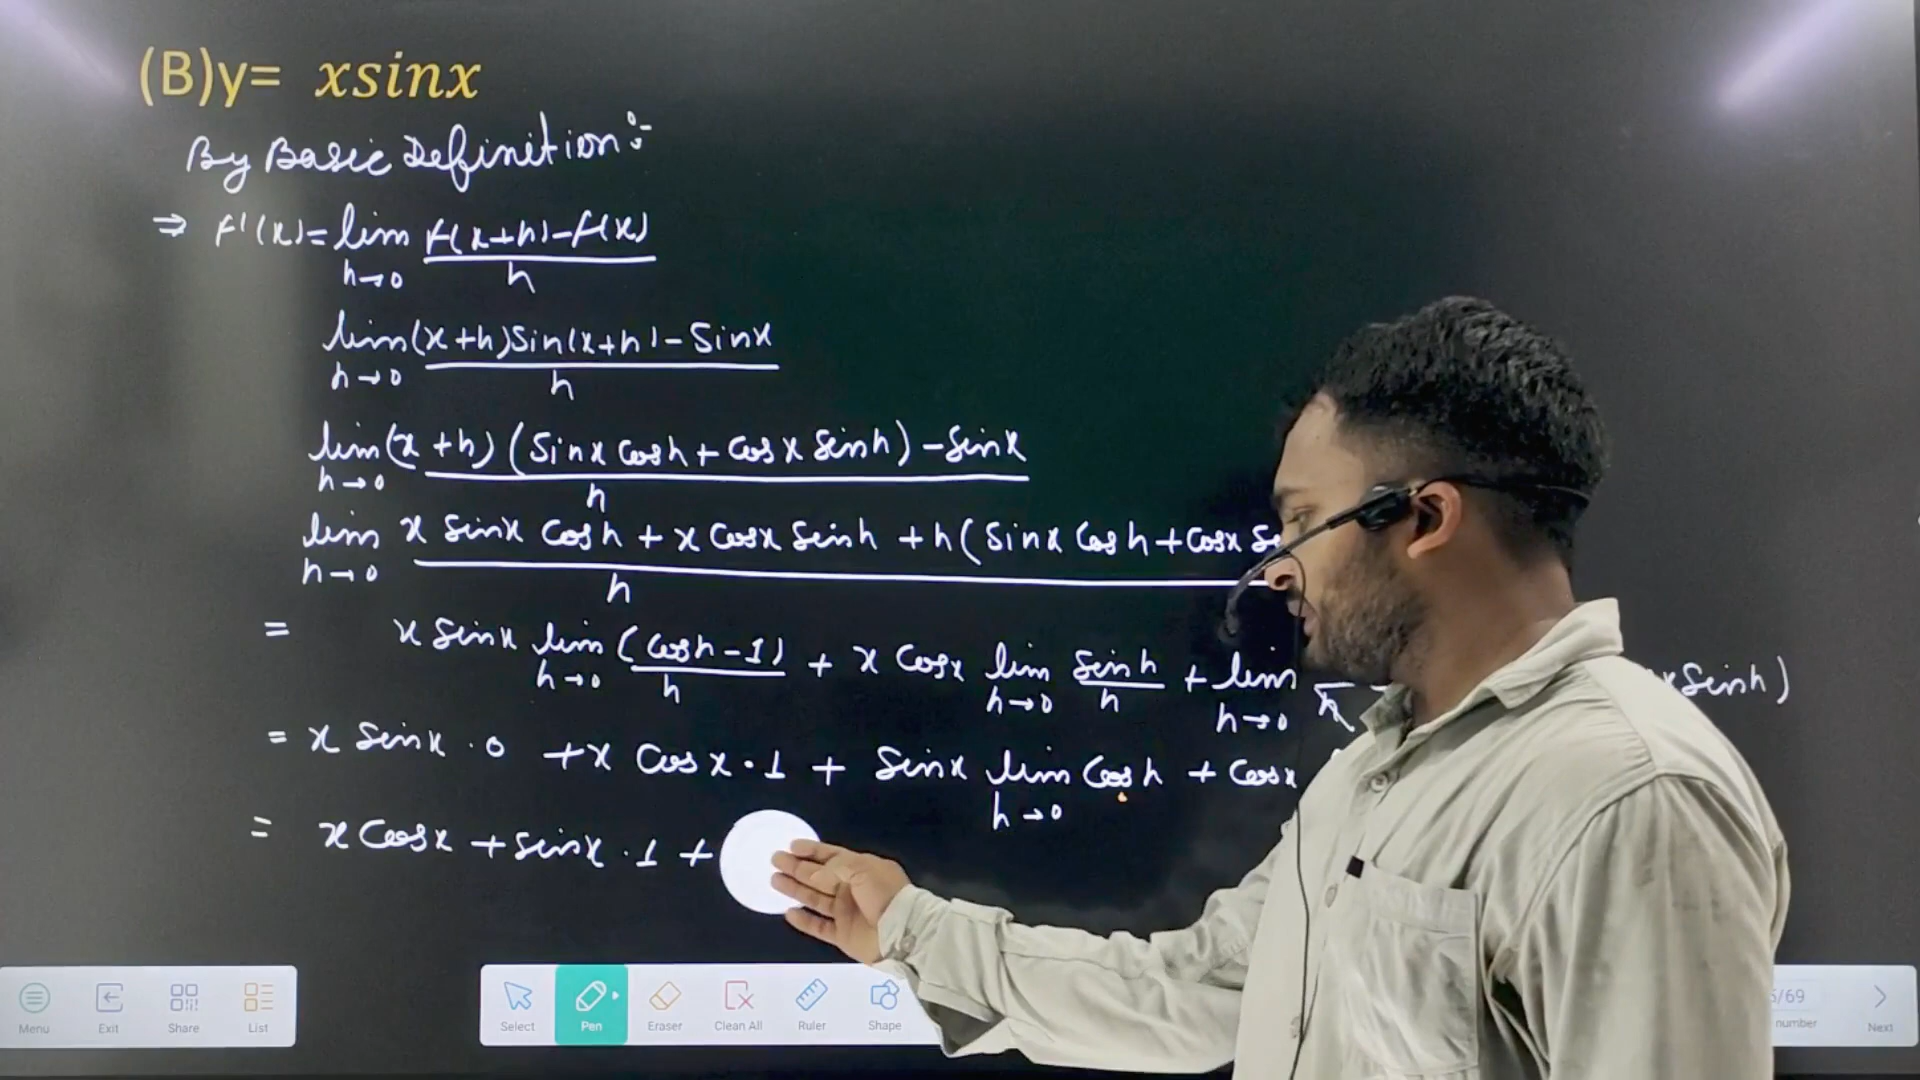 (B)y= xsinx
By Basic Definition:-
⇒ f'(x)= lim h→0 f(x+h)-f(x) / h
lim h→0 (x+h)Sin(x+h)-Sinx / h
lim h→0 (x+h)(Sinx Cosh+Cosx Sinh)-Sinx / h
lim h→0 x Sinx Cosh + x Cosx Sinh + h(Sinx Cosh+Cosx / h
= x Sinx lim h→0 (Cosh-1) / h + x Cosx lim h→0 Sinh / h + lim h→0 / h Sinh)
= x Sinx . 0 + x Cosx . 1 + Sinx lim h→0 Cosh + Cosx
= x Cosx + Sinx . 1 +
Menu Exit Share List Select Pen Eraser Clean All Ruler Shape /69 number Next